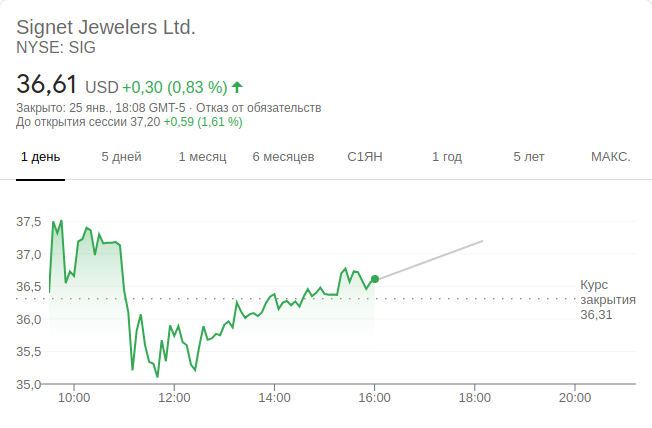 Signet Jewelers Ltd.
NYSE: SIG
36,61 USD +0,30 (0,83 %)
Закрыто: 25 янв., 18:08 GMT-5 · Отказ от обязательств
До открытия сессии 37,20 +0,59 (1,61 %)
1 день 5 дней 1 месяц 6 месяцев С1ЯН 1 год 5 лет МАКС.
37,5
37,0
36,5
36,0
35,5
35,0
Курс
закрытия
36,31
10:00 12:00 14:00 16:00 18:00 20:00